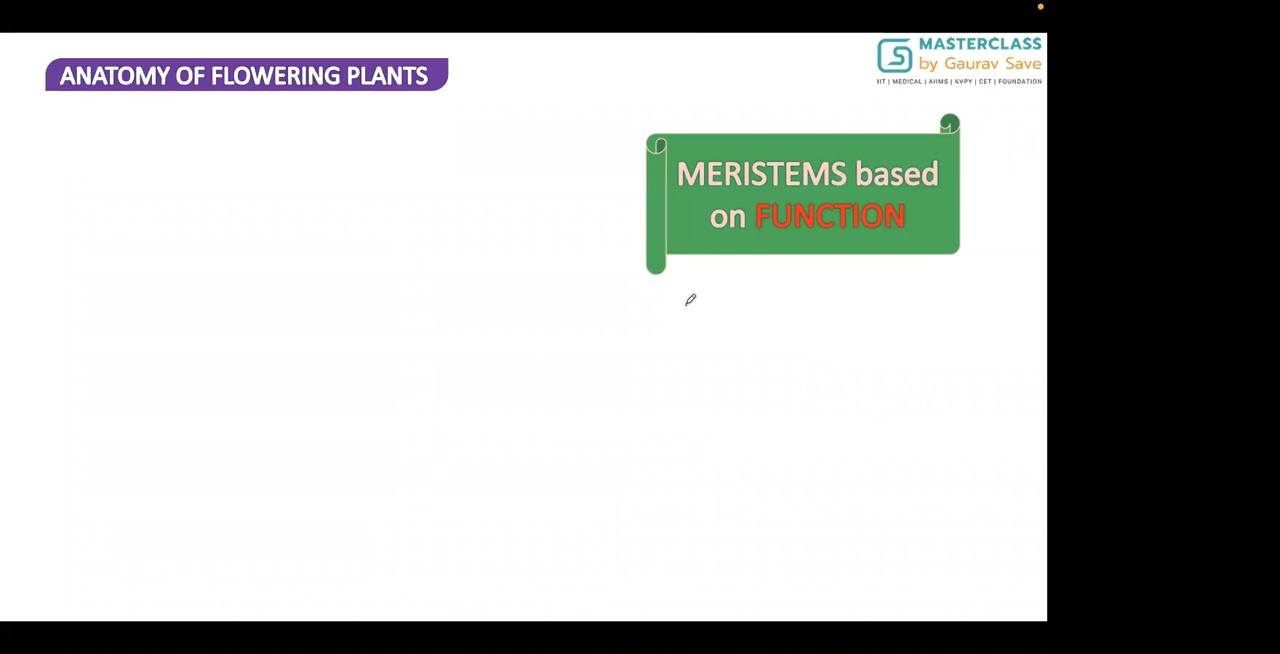 ANATOMY OF FLOWERING PLANTS
MASTERCLASS
by Gaurav Save
IIT | MEDICAL | AIIMS | KVPY | CET | FOUNDATION
MERISTEMS based
on FUNCTION